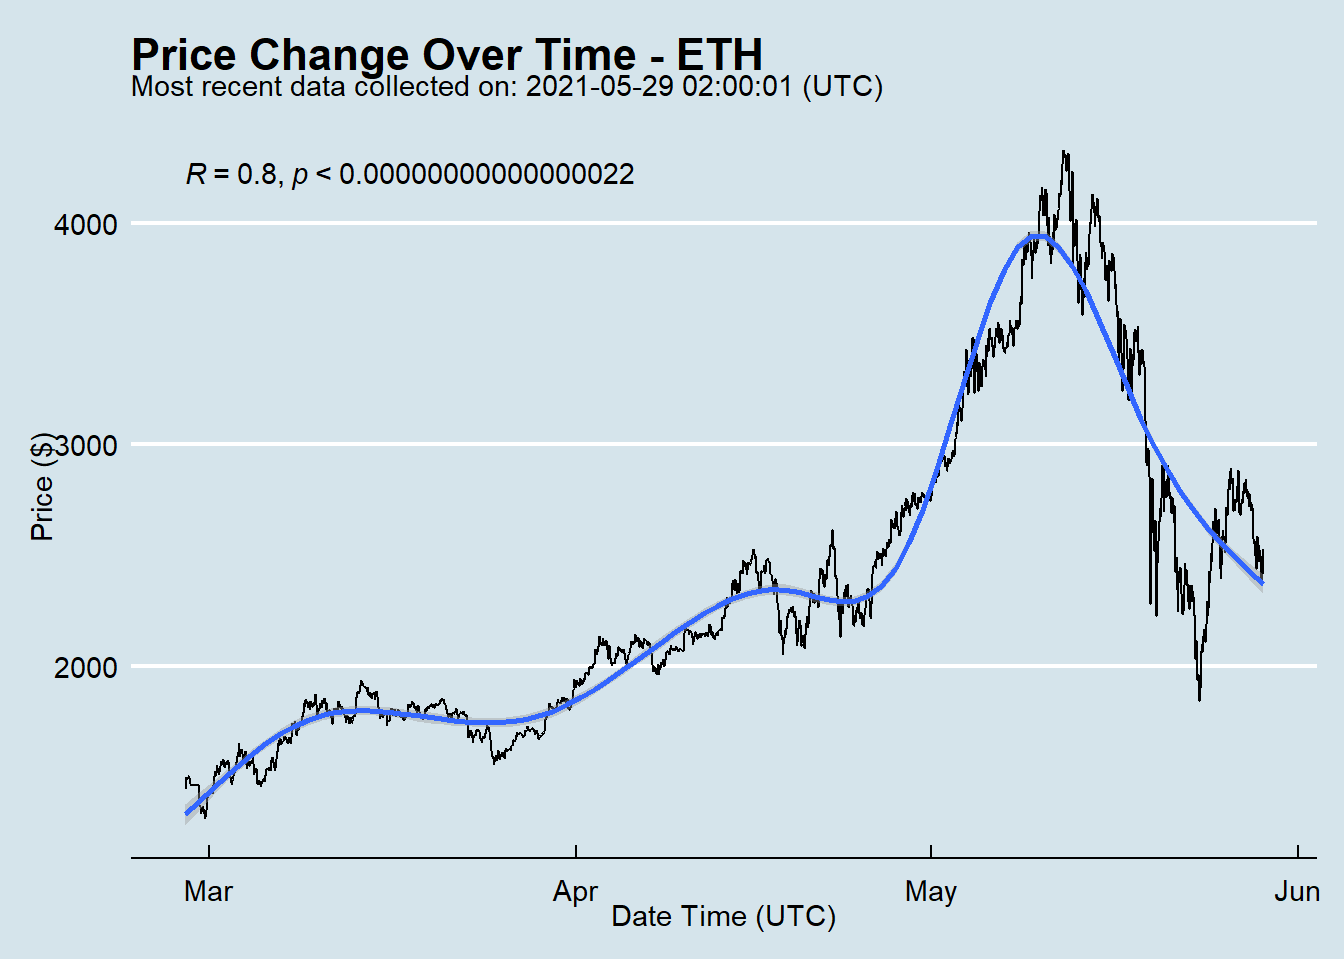 Price Change Over Time - ETH
Most recent data collected on: 2021-05-29 02:00:01 (UTC)
R = 0.8, p < 0.00000000000000022
4000
3000
2000
Price ($)
Mar
Apr
May
Jun
Date Time (UTC)